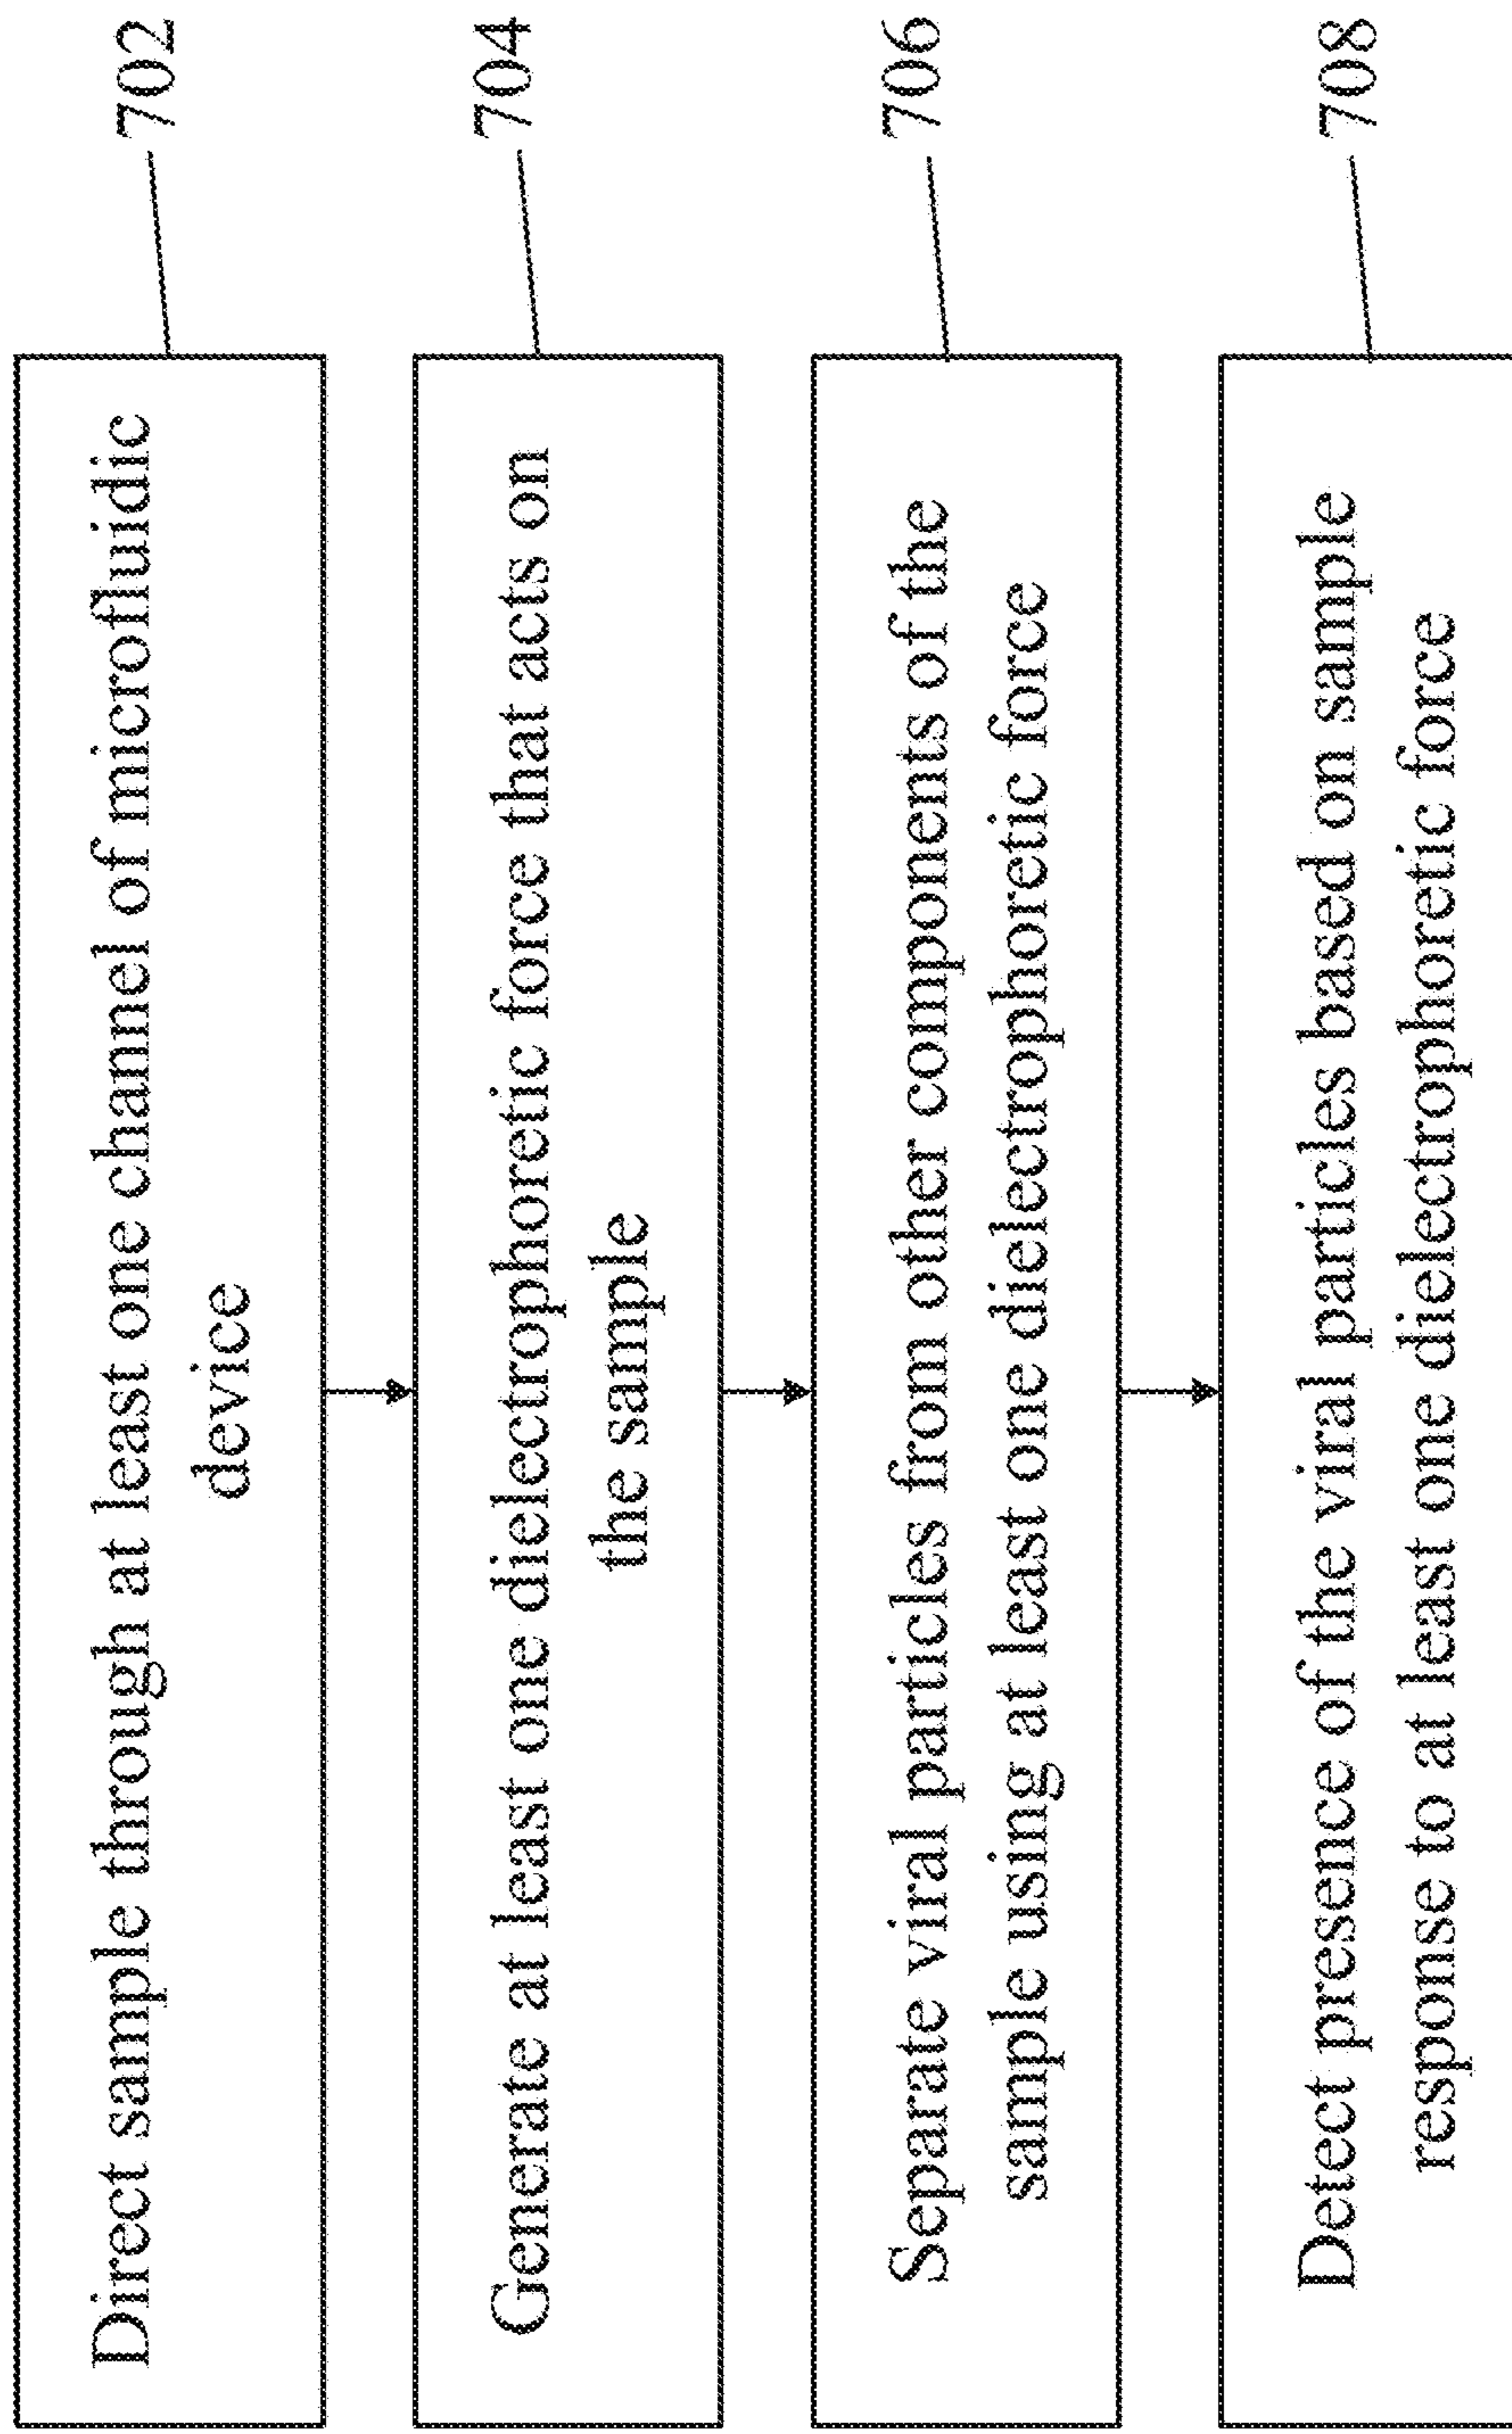 Direct sample through at least one channel of microfluidic
device
702
Generate at least one dielectrophoretic force that acts on
the sample
704
Separate viral particles from other components of the
sample using at least one dielectrophoretic force
706
Detect presence of the viral particles based on sample
response to at least one dielectrophoretic force
708